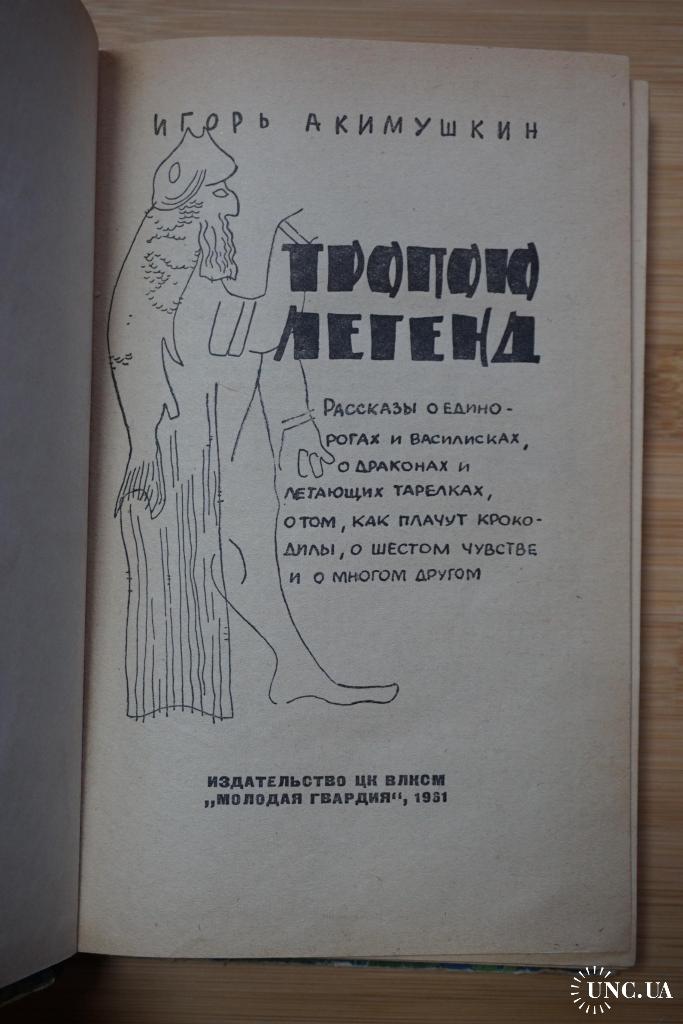 ИГОРЬ АКИМУШКИН
ТРОПОЮ
ЛЕГЕНД
РАССКАЗЫ О ЕДИНО-
РОГАХ И ВАСИЛИСКАХ,
О ДРАКОНАХ И
ЛЕТАЮЩИХ ТАРЕЛКАХ,
О ТОМ, КАК ПЛАЧУТ КРОКО-
ДИЛЫ, О ШЕСТОМ ЧУВСТВЕ
И О МНОГОМ ДРУГОМ
ИЗДАТЕЛЬСТВО ЦК ВЛКСМ
„МОЛОДАЯ ГВАРДИЯ“, 1961
UNC.UA